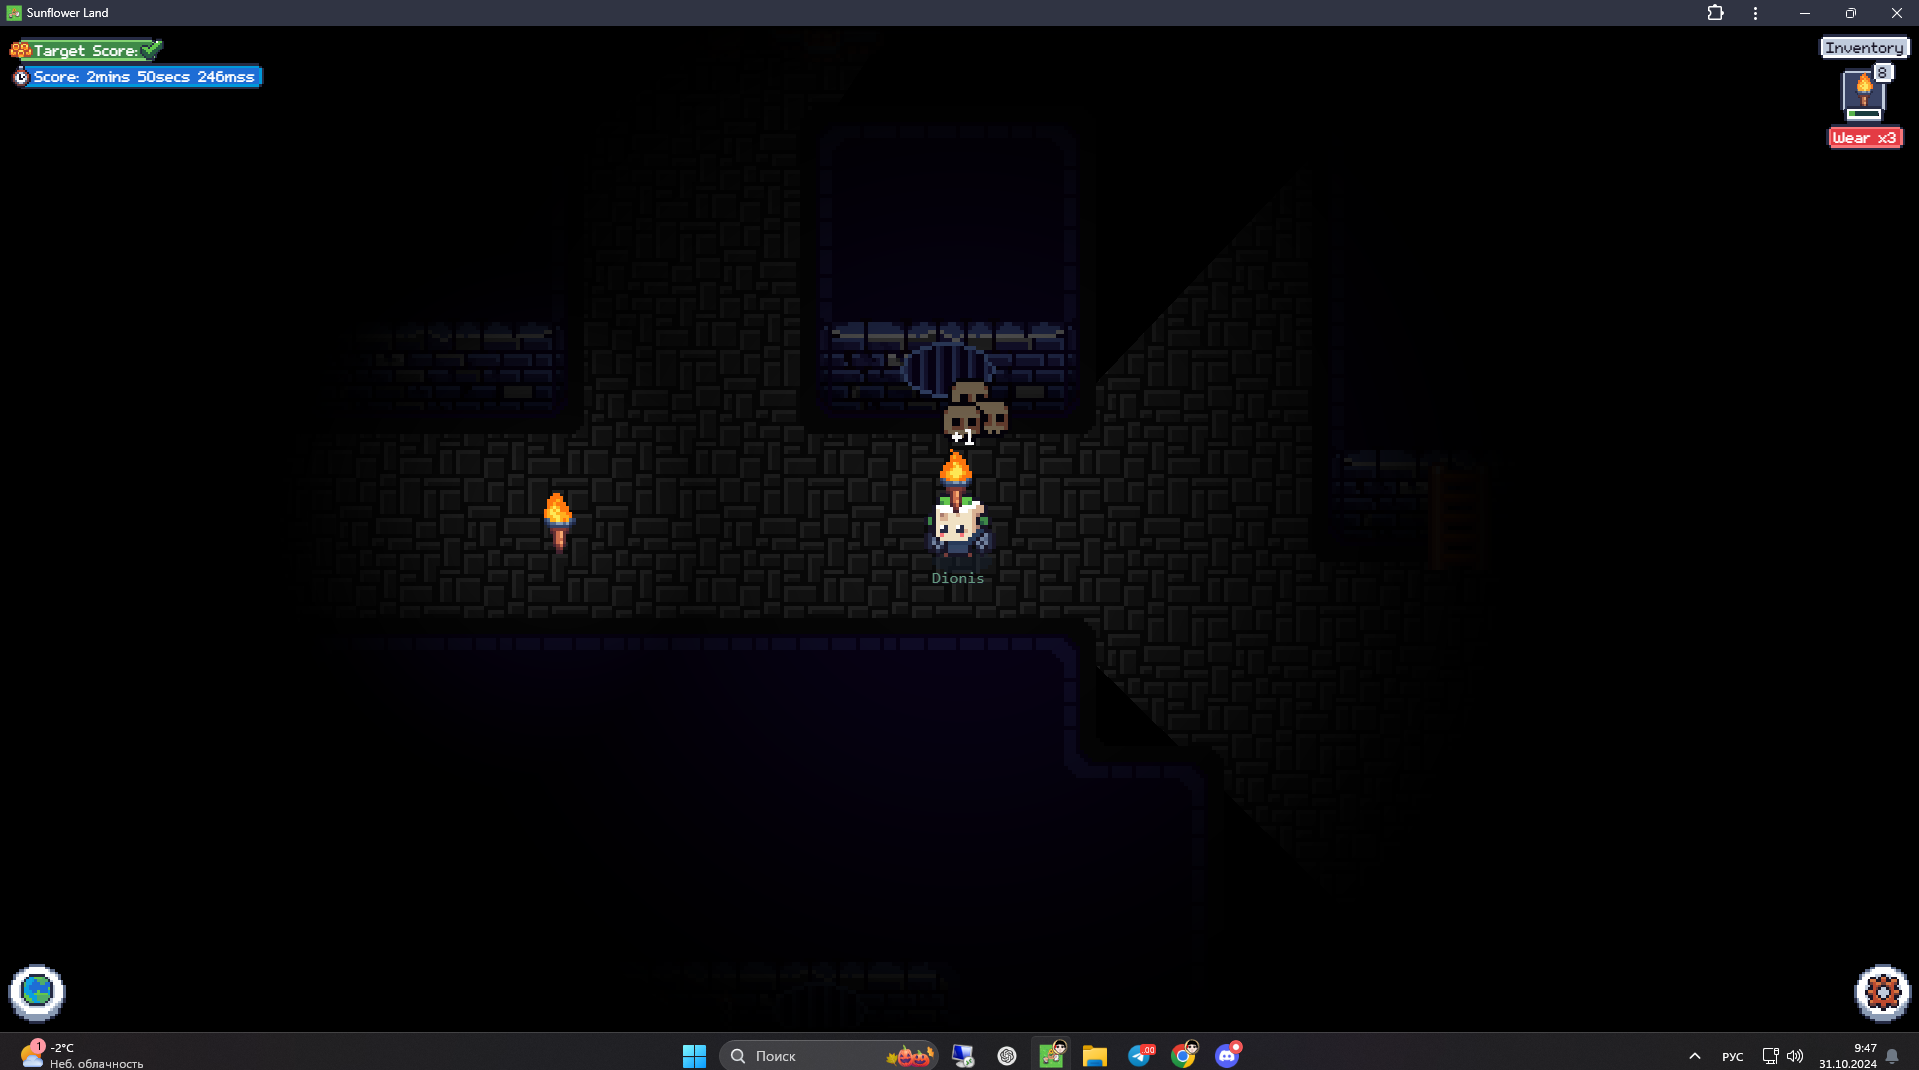 Sunflower Land
Target Score:
Score: 2mins 50secs 246mss
Inventory
8
Wear x3
+1
Dionis
1
-2°C
Неб. облачность
Поиск
РУС
9:47
31.10.2024